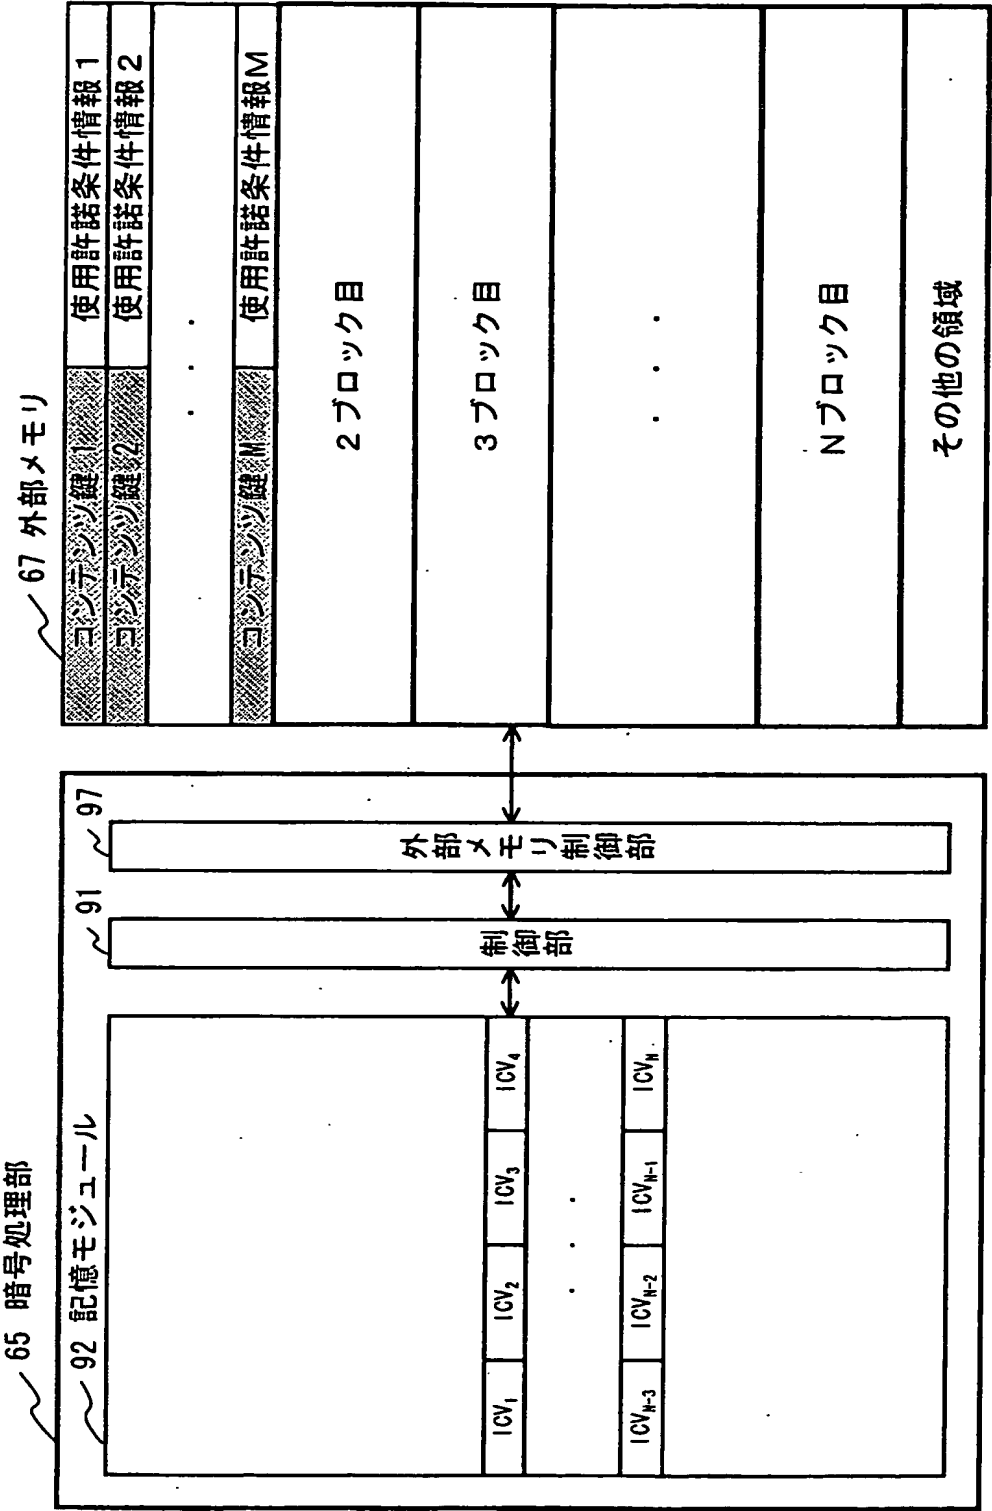 65 暗号処理部
92 記憶モジュール
ICV₁
ICV₂
ICV₃
ICV₄
· · ·
ICV_N-3
ICV_N-2
ICV_N-1
ICV_N
91
制御部
97
外部メモリ制御部
67 外部メモリ
コンテンツ鍵 1
使用許諾条件情報 1
コンテンツ鍵 2
使用許諾条件情報 2
· · ·
コンテンツ鍵 M
使用許諾条件情報M
2ブロック目
3ブロック目
· · ·
Nブロック目
その他の領域